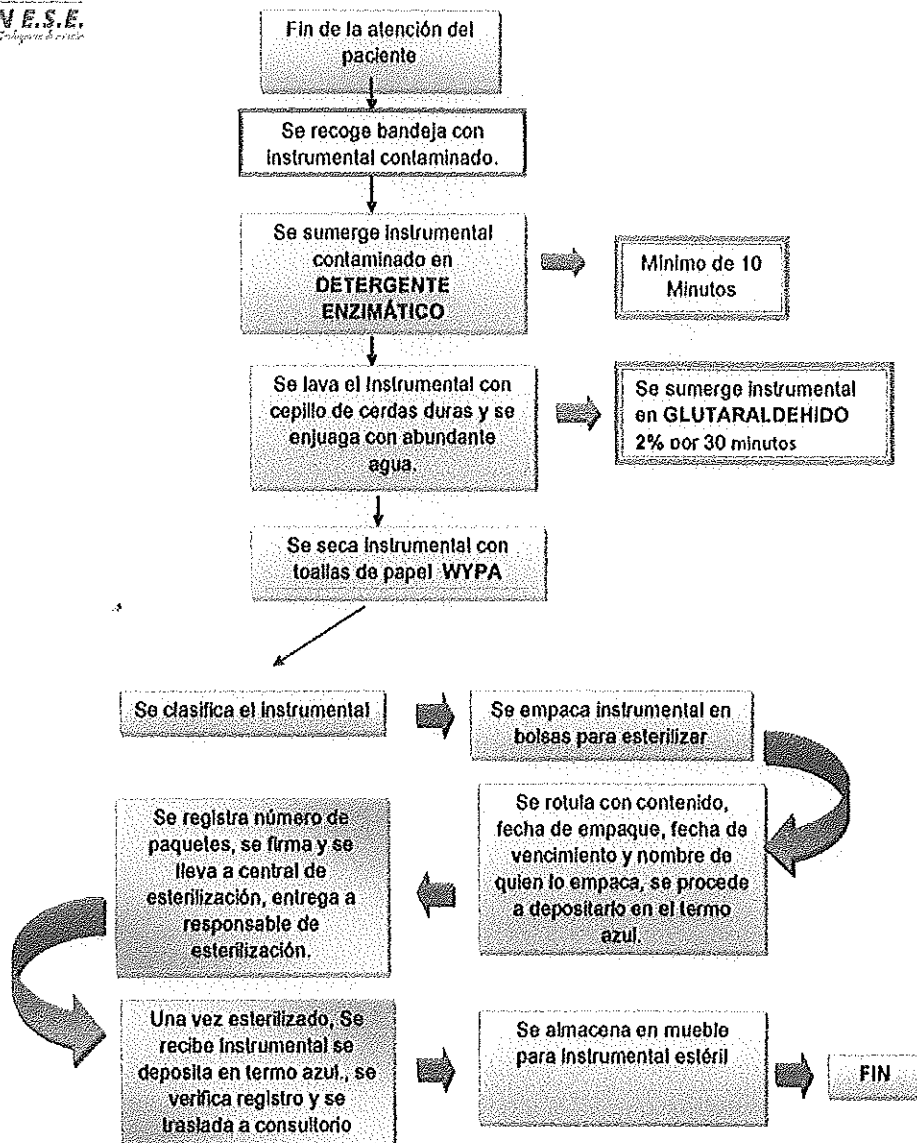 N E.S.E.
Fin de la atención del
paciente
Se recoge bandeja con
instrumental contaminado.
Se sumerge instrumental
contaminado en
DETERGENTE
ENZIMÁTICO
Minimo de 10
Minutos
Se lava el Instrumental con
cepillo de cerdas duras y se
enjuaga con abundante
agua.
Se sumerge instrumental
en GLUTARALDEHIDO
2% por 30 minutos
Se seca instrumental con
toallas de papel WYPA
Se clasifica el instrumental
Se empaca instrumental en
bolsas para esterilizar
Se rotula con contenido,
fecha de empaque, fecha de
vencimiento y nombre de
quien lo empaca, se procede
a depositarlo en el termo
azul.
Se registra número de
paquetes, se firma y se
lleva a central de
esterilización, entrega a
responsable de
esterilización.
Una vez esterilizado, Se
recibe instrumental se
deposita en termo azul., se
verifica registro y se
traslada a consultorio
Se almacena en mueble
para instrumental estéril
FIN